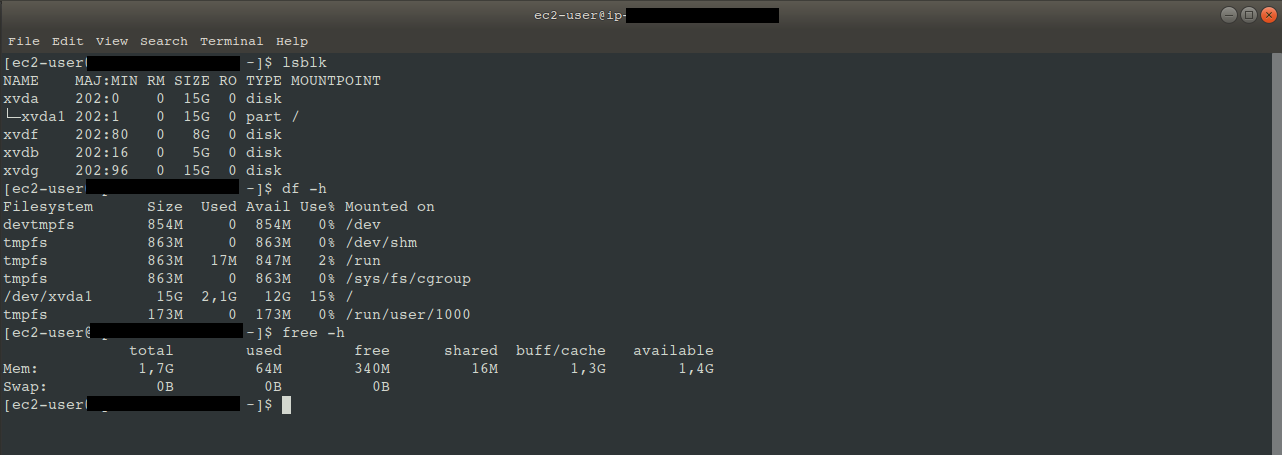 ec2-user@ip-
File Edit View Search Terminal Help
[ec2-user ~]$ lsblk
NAME    MAJ:MIN RM SIZE RO TYPE MOUNTPOINT
xvda    202:0    0  15G  0 disk
└─xvda1 202:1    0  15G  0 part /
xvdf    202:80   0   8G  0 disk
xvdb    202:16   0   5G  0 disk
xvdg    202:96   0  15G  0 disk
[ec2-user ~]$ df -h
Filesystem      Size  Used Avail Use% Mounted on
devtmpfs        854M     0  854M   0% /dev
tmpfs           863M     0  863M   0% /dev/shm
tmpfs           863M   17M  847M   2% /run
tmpfs           863M     0  863M   0% /sys/fs/cgroup
/dev/xvda1       15G  2,1G   12G  15% /
tmpfs           173M     0  173M   0% /run/user/1000
[ec2-user@ ~]$ free -h
              total        used        free      shared  buff/cache   available
Mem:           1,7G         64M        340M         16M        1,3G        1,4G
Swap:            0B          0B          0B
[ec2-user ~]$